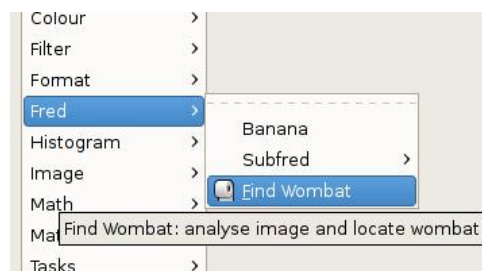 Colour
Filter
Format
Fred
Histogram
Image
Math
Mat
Tasks
Banana
Subfred
Find Wombat
Find Wombat: analyse image and locate wombat